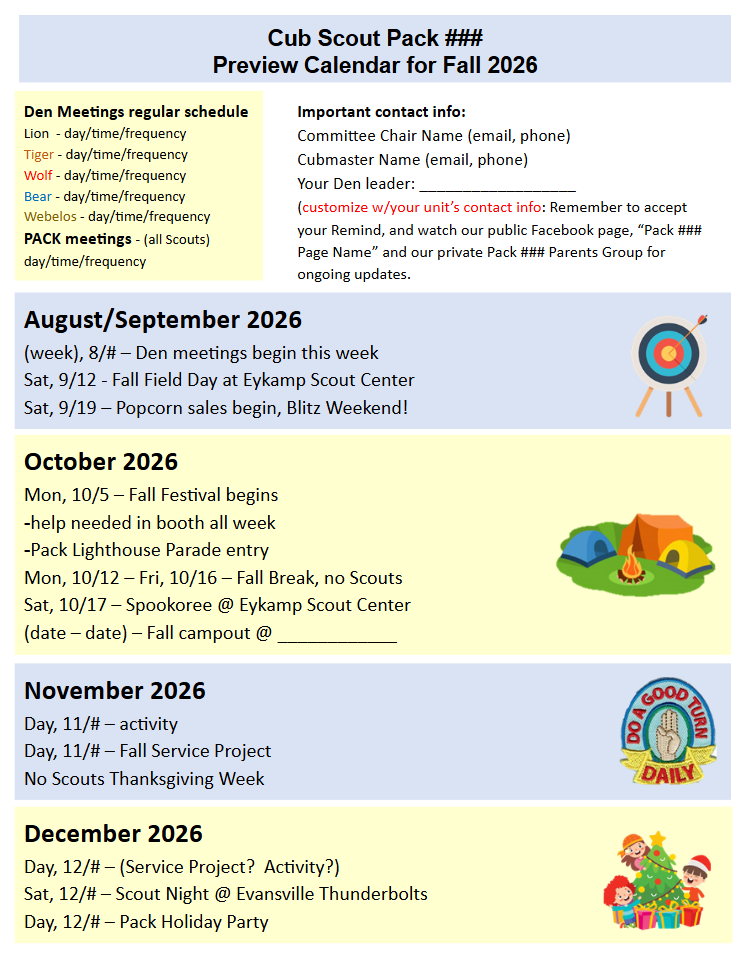 Cub Scout Pack ###
Preview Calendar for Fall 2026
Den Meetings regular schedule
Lion - day/time/frequency
Tiger - day/time/frequency
Wolf - day/time/frequency
Bear - day/time/frequency
Webelos - day/time/frequency
PACK meetings - (all Scouts)
day/time/frequency
Important contact info:
Committee Chair Name (email, phone)
Cubmaster Name (email, phone)
Your Den leader: ___________________
(customize w/your unit's contact info: Remember to accept
your Remind, and watch our public Facebook page, "Pack ###
Page Name" and our private Pack ### Parents Group for
ongoing updates.
August/September 2026
(week), 8/# – Den meetings begin this week
Sat, 9/12 - Fall Field Day at Eykamp Scout Center
Sat, 9/19 – Popcorn sales begin, Blitz Weekend!
October 2026
Mon, 10/5 – Fall Festival begins
-help needed in booth all week
-Pack Lighthouse Parade entry
Mon, 10/12 – Fri, 10/16 – Fall Break, no Scouts
Sat, 10/17 – Spookoree @ Eykamp Scout Center
(date – date) – Fall campout @ _____________
November 2026
Day, 11/# – activity
Day, 11/# – Fall Service Project
No Scouts Thanksgiving Week
DO A GOOD TURN
DAILY
December 2026
Day, 12/# – (Service Project? Activity?)
Sat, 12/# – Scout Night @ Evansville Thunderbolts
Day, 12/# – Pack Holiday Party